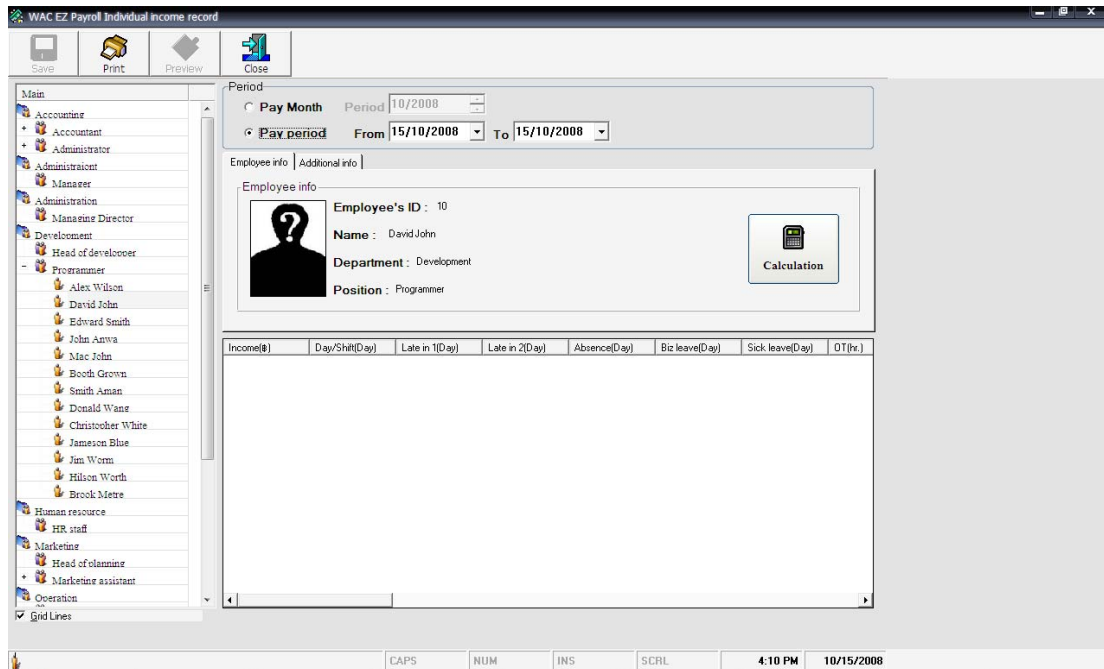 WAC EZ Payroll Individual income record
Save Print Preview Close
Main
Accounting
Accountant
Administrator
Administraiont
Manager
Administration
Managing Director
Development
Head of developper
Programmer
Alex Wilson
David John
Edward Smith
John Anwa
Mac John
Booth Grown
Smith Aman
Donald Wang
Christopher White
Jameson Blue
Jim Worm
Hilson Worth
Brook Metre
Human resource
HR staff
Marketing
Head of planning
Marketing assistant
Operation
Grid Lines
Period
Pay Month Period 10/2008
Pay period From 15/10/2008 To 15/10/2008
Employee info Additional info
Employee info
Employee's ID : 10
Name : David John
Department : Development
Position : Programmer
Calculation
Income(฿) Day/Shift(Day) Late in 1(Day) Late in 2(Day) Absence(Day) Biz leave(Day) Sick leave(Day) OT(hr.)
CAPS NUM INS SCRL 4:10 PM 10/15/2008